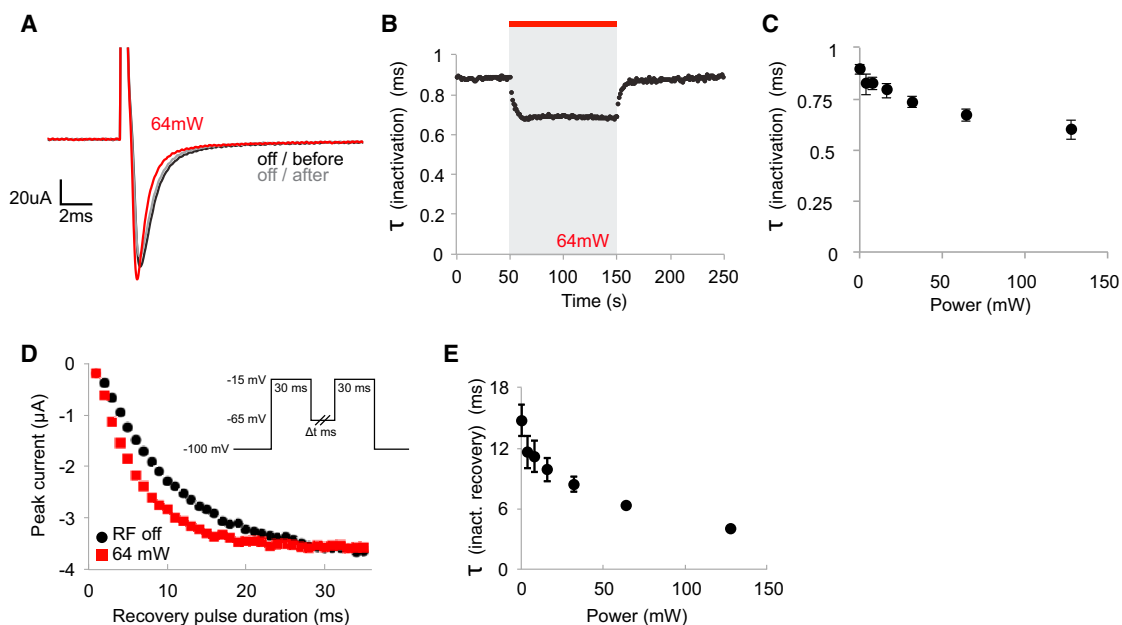 A
64mW
off / before
off / after
20uA
2ms
B
τ (inactivation) (ms)
1
0.8
0.6
0.4
0.2
0
64mW
0 50 100 150 200 250
Time (s)
C
τ (inactivation) (ms)
1
0.75
0.5
0.25
0
0 50 100 150
Power (mW)
D
Peak current (μA)
0
-1
-2
-3
-4
-15 mV
30 ms 30 ms
-65 mV
Δt ms
-100 mV
RF off
64 mW
0 10 20 30
Recovery pulse duration (ms)
E
τ (inact. recovery) (ms)
18
12
6
0
0 50 100 150
Power (mW)